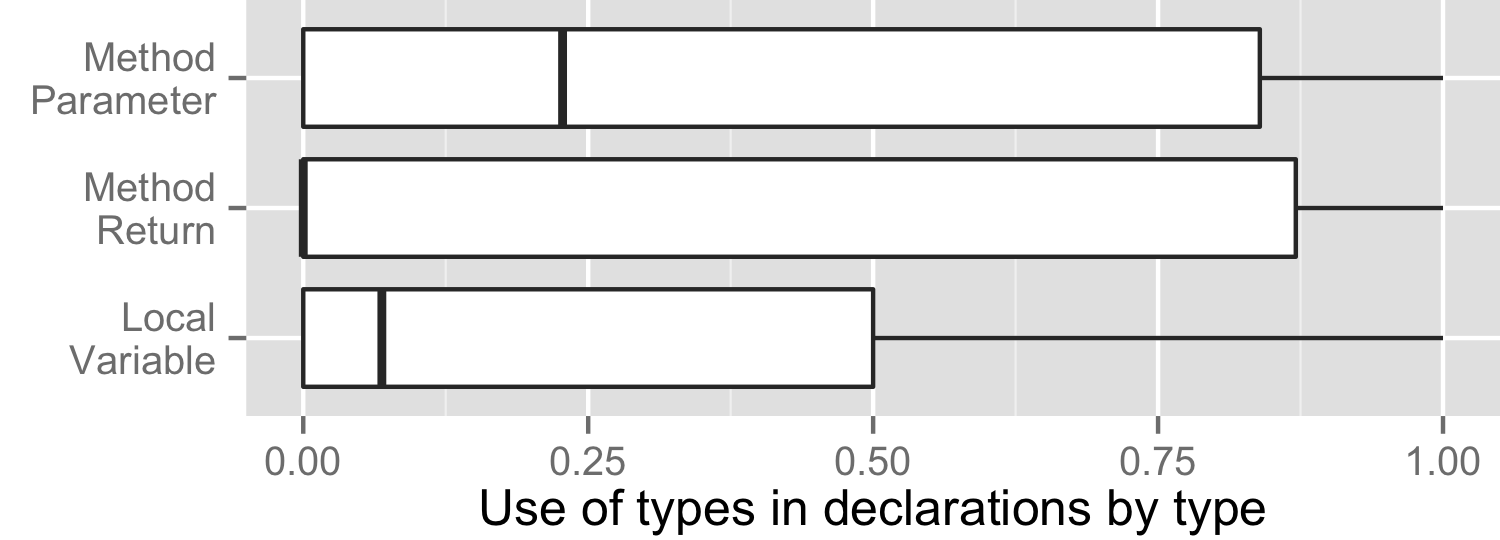 Method
Parameter
Method
Return
Local
Variable
0.00 0.25 0.50 0.75 1.00
Use of types in declarations by type